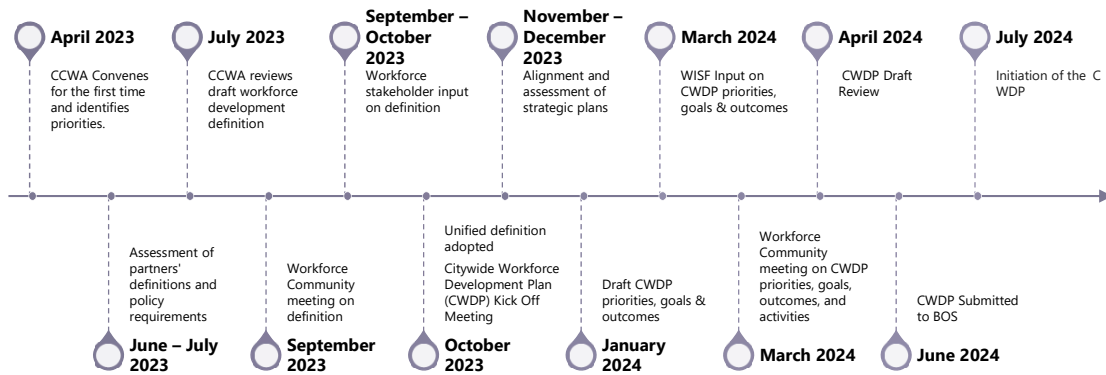 April 2023
CCWA Convenes
for the first time
and identifies
priorities.
July 2023
CCWA reviews
draft workforce
development
definition
September –
October
2023
Workforce
stakeholder input
on definition
November –
December
2023
Alignment and
assessment of
strategic plans
March 2024
WISF Input on
CWDP priorities,
goals & outcomes
April 2024
CWDP Draft
Review
July 2024
Initiation of the C
WDP
Assessment of
partners'
definitions and
policy
requirements
June – July
2023
Workforce
Community
meeting on
definition
September
2023
Unified definition
adopted
Citywide Workforce
Development Plan
(CWDP) Kick Off
Meeting
October
2023
Draft CWDP
priorities, goals &
outcomes
January
2024
Workforce
Community
meeting on CWDP
priorities, goals,
outcomes, and
activities
March 2024
CWDP Submitted
to BOS
June 2024